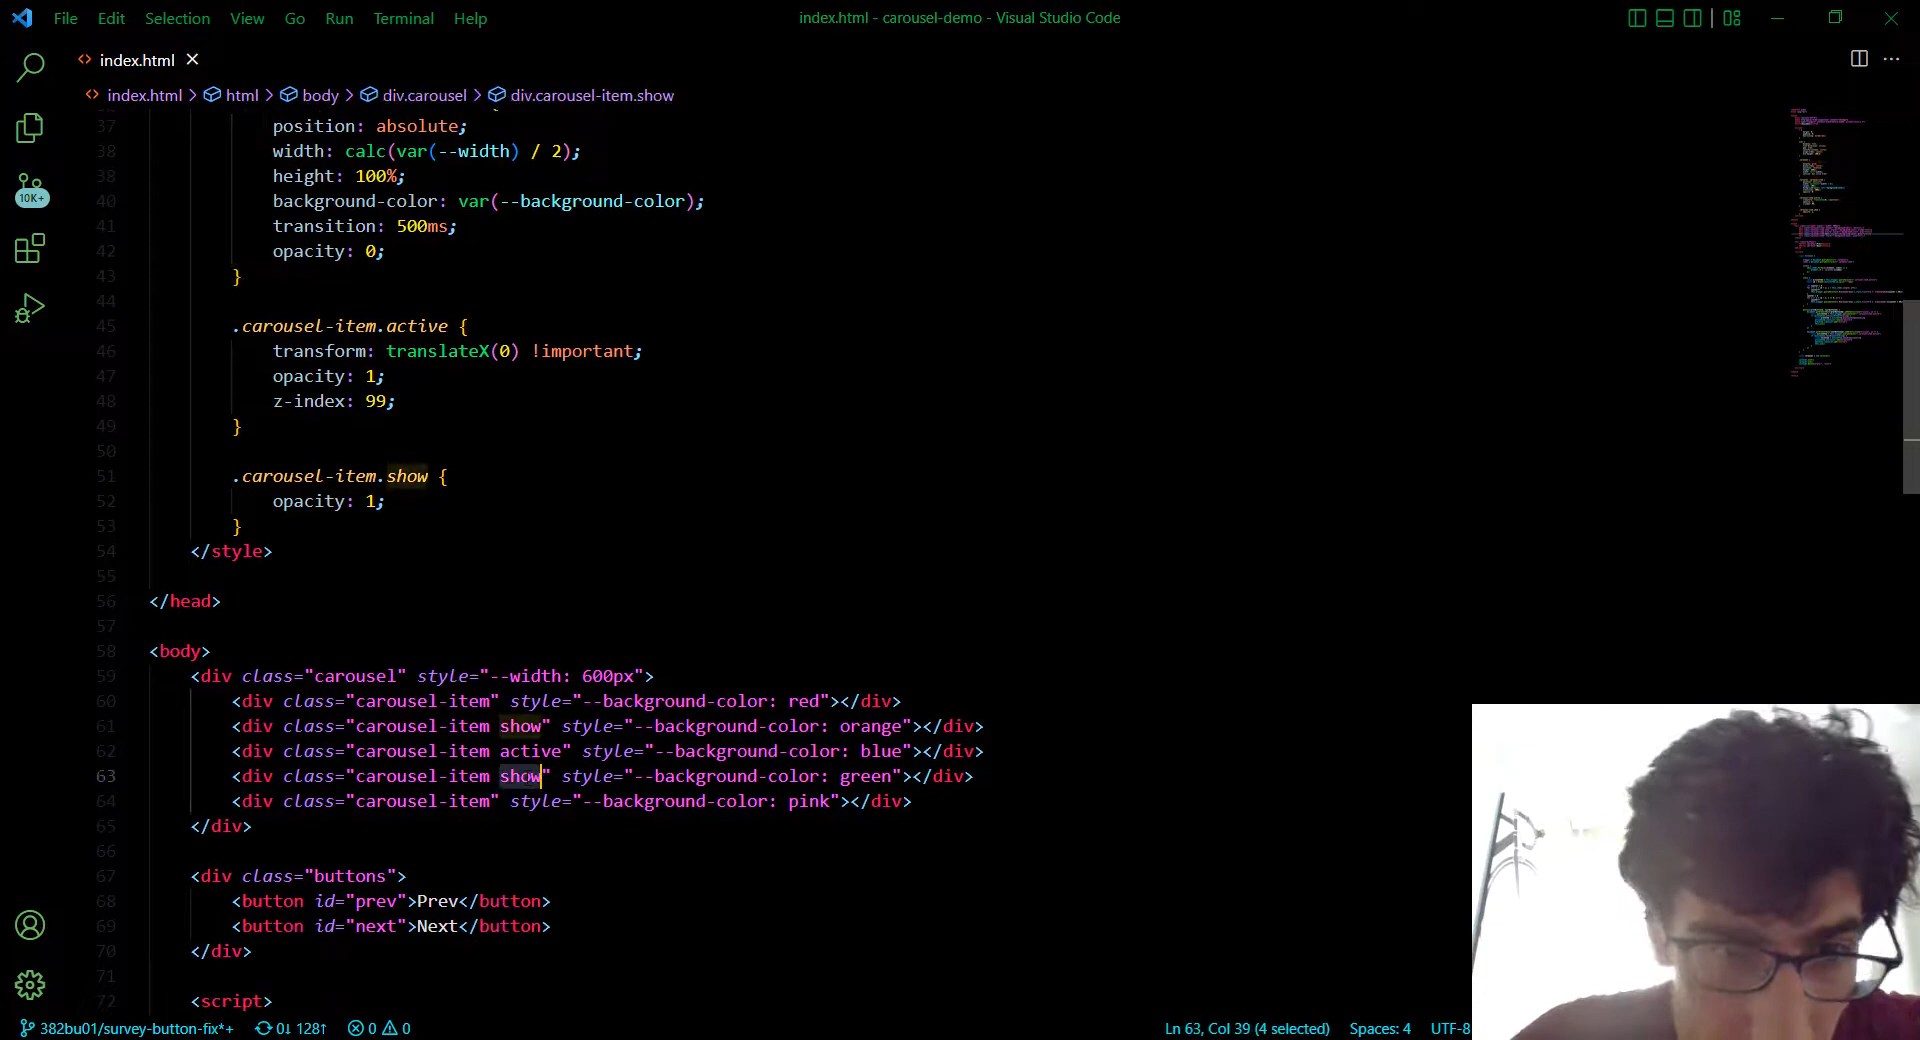 File Edit Selection View Go Run Terminal Help
index.html - carousel-demo - Visual Studio Code
index.html
index.html > html > body > div.carousel > div.carousel-item.show
10K+
37 position: absolute;
38 width: calc(var(--width) / 2);
38 height: 100%;
40 background-color: var(--background-color);
41 transition: 500ms;
42 opacity: 0;
43 }
44
45 .carousel-item.active {
46 transform: translateX(0) !important;
47 opacity: 1;
48 z-index: 99;
49 }
50
51 .carousel-item.show {
52 opacity: 1;
53 }
54 </style>
55
56 </head>
57
58 <body>
59 <div class="carousel" style="--width: 600px">
60 <div class="carousel-item" style="--background-color: red"></div>
61 <div class="carousel-item show" style="--background-color: orange"></div>
62 <div class="carousel-item active" style="--background-color: blue"></div>
63 <div class="carousel-item show" style="--background-color: green"></div>
64 <div class="carousel-item" style="--background-color: pink"></div>
65 </div>
66
67 <div class="buttons">
68 <button id="prev">Prev</button>
69 <button id="next">Next</button>
70 </div>
71
72 <script>
382bu01/survey-button-fix*+ 0↓ 128↑ 0 0 Ln 63, Col 39 (4 selected) Spaces: 4 UTF-8